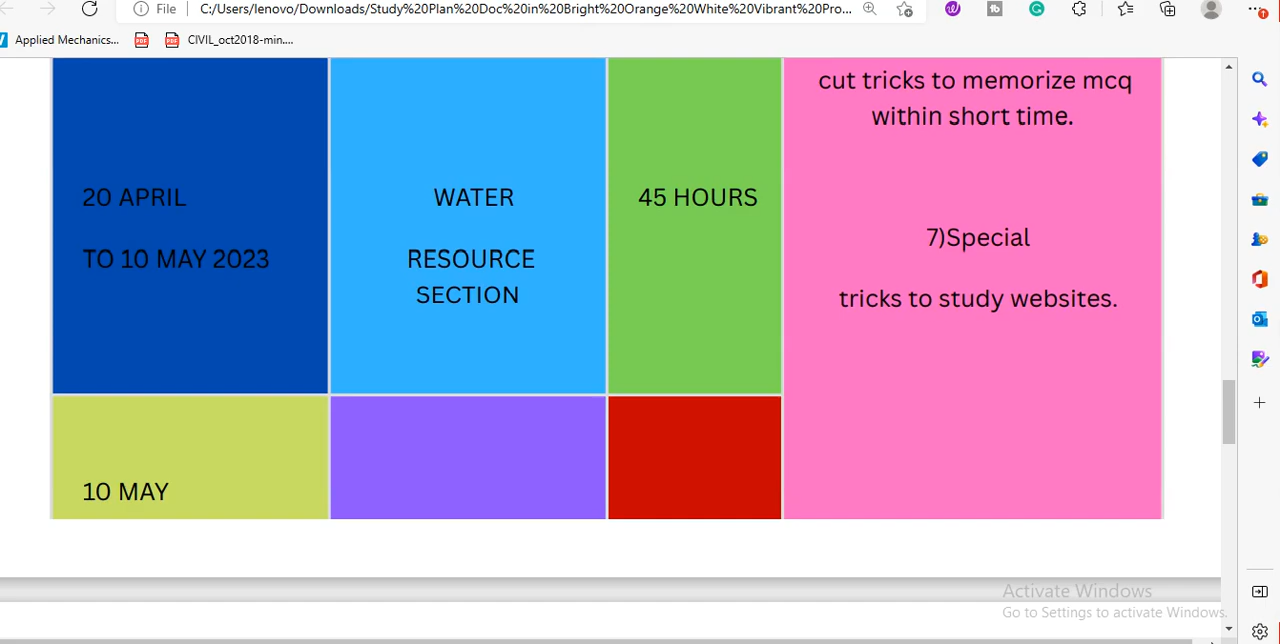 File
C:/Users/lenovo/Downloads/Study%20Plan%20Doc%20in%20Bright%20Orange%20White%20Vibrant%20Pro...
Applied Mechanics...
PDF
PDF
CIVIL_oct2018-min....
cut tricks to memorize mcq
within short time.
20 APRIL
TO 10 MAY 2023
WATER
RESOURCE
SECTION
45 HOURS
7)Special
tricks to study websites.
10 MAY
Activate Windows
Go to Settings to activate Windows.